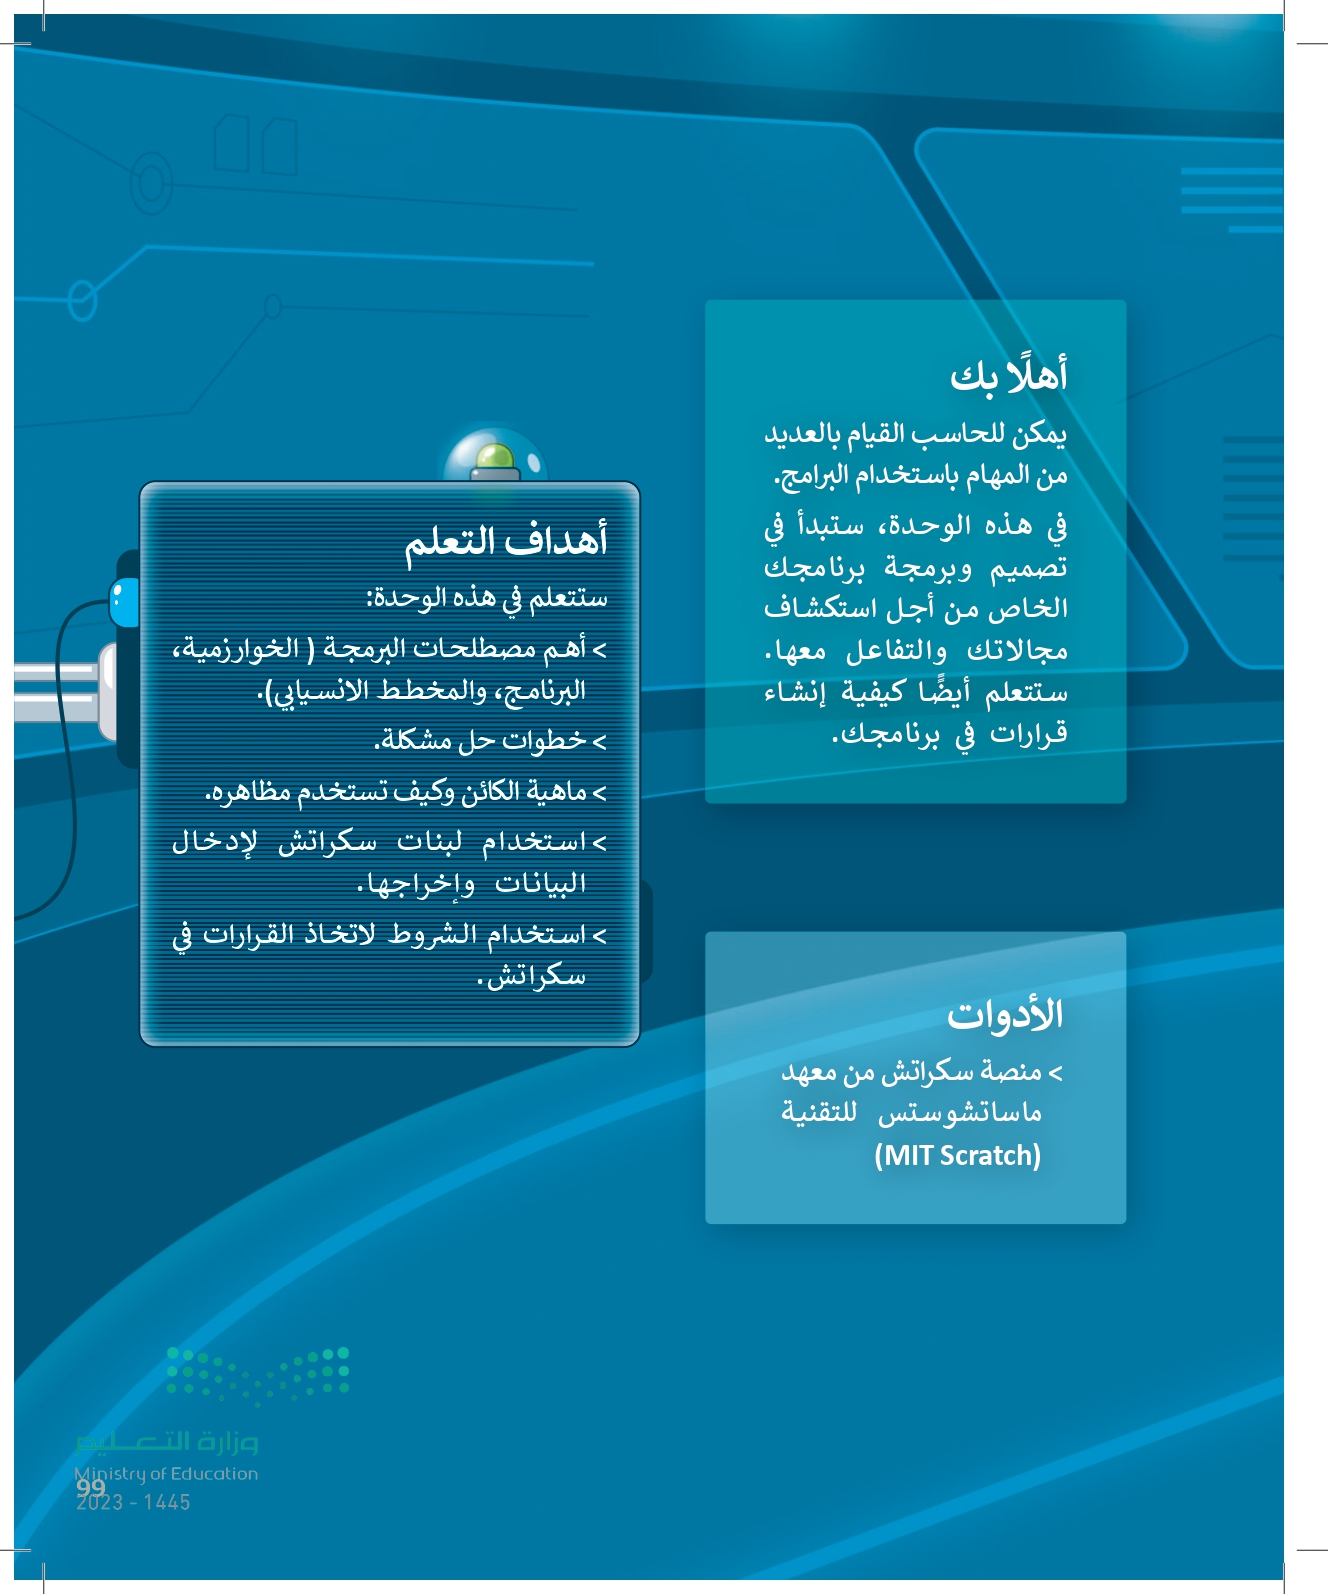 أهلًا بك
يمكن للحاسب القيام بالعديد
من المهام باستخدام البرامج.
في هذه الوحدة، ستبدأ في
تصميم وبرمجة برنامجك
الخاص من أجل استكشاف
مجالاتك والتفاعل معها.
ستتعلم أيضًا كيفية إنشاء
قرارات في برنامجك.
أهداف التعلم
ستتعلم في هذه الوحدة:
> أهم مصطلحات البرمجة ( الخوارزمية،
البرنامج، والمخطط الانسيابي).
> خطوات حل مشكلة.
> ماهية الكائن وكيف تستخدم مظاهره.
> استخدام لبنات سكراتش لإدخال
البيانات وإخراجها.
> استخدام الشروط لاتخاذ القرارات في
سكراتش.
الأدوات
> منصة سكراتش من معهد
ماساتشوستس للتقنية
(MIT Scratch)
وزارة التعليم
Ministry of Education
99
2023 - 1445